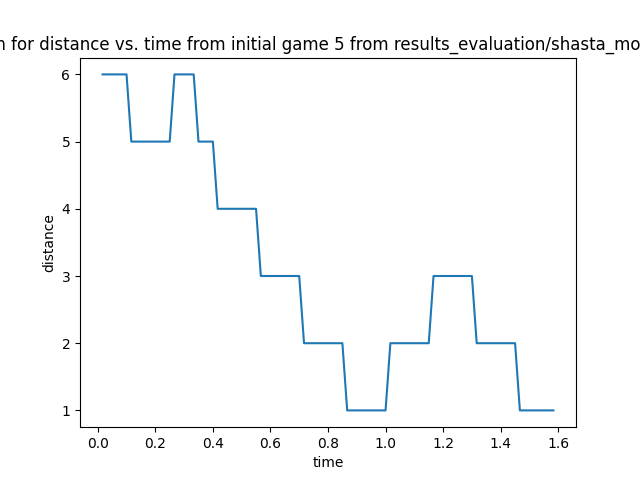 for distance vs. time from initial game 5 from results_evaluation/shasta_mo
6
5
4
3
2
1
distance
0.0 0.2 0.4 0.6 0.8 1.0 1.2 1.4 1.6
time